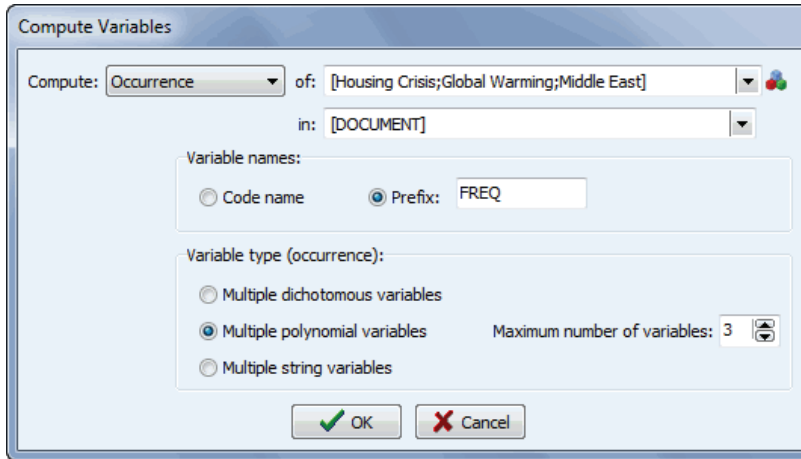 Compute Variables
Compute: Occurrence of: [Housing Crisis;Global Warming;Middle East]
in: [DOCUMENT]
Variable names:
Code name Prefix: FREQ
Variable type (occurrence):
Multiple dichotomous variables
Multiple polynomial variables Maximum number of variables: 3
Multiple string variables
OK Cancel